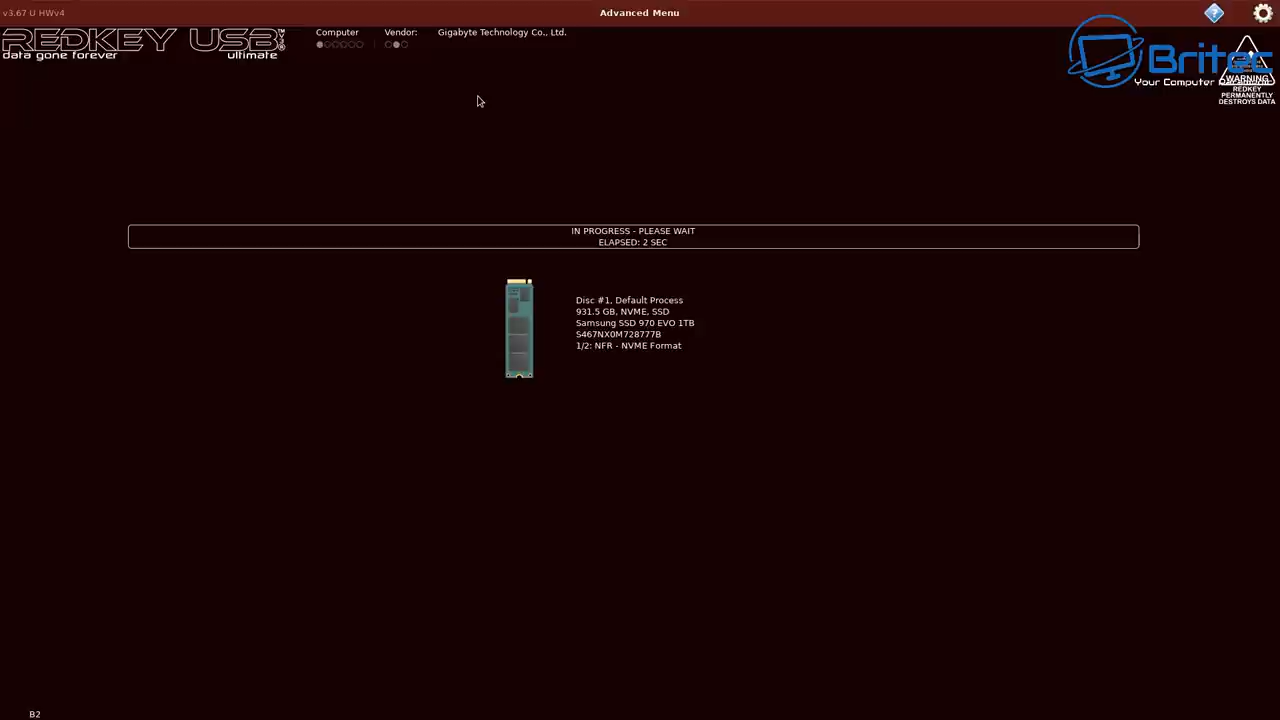 v3.67 U HWv4
Advanced Menu
REDKEY USB
data gone forever
ultimate
Computer
Vendor:
Gigabyte Technology Co., Ltd.
Britec
Your Computer
WARNING
REDKEY
PERMANENTLY
DESTROYS DATA
IN PROGRESS - PLEASE WAIT
ELAPSED: 2 SEC
Disc #1, Default Process
931.5 GB, NVME, SSD
Samsung SSD 970 EVO 1TB
S467NX0M728777B
1/2: NFR - NVME Format
B2